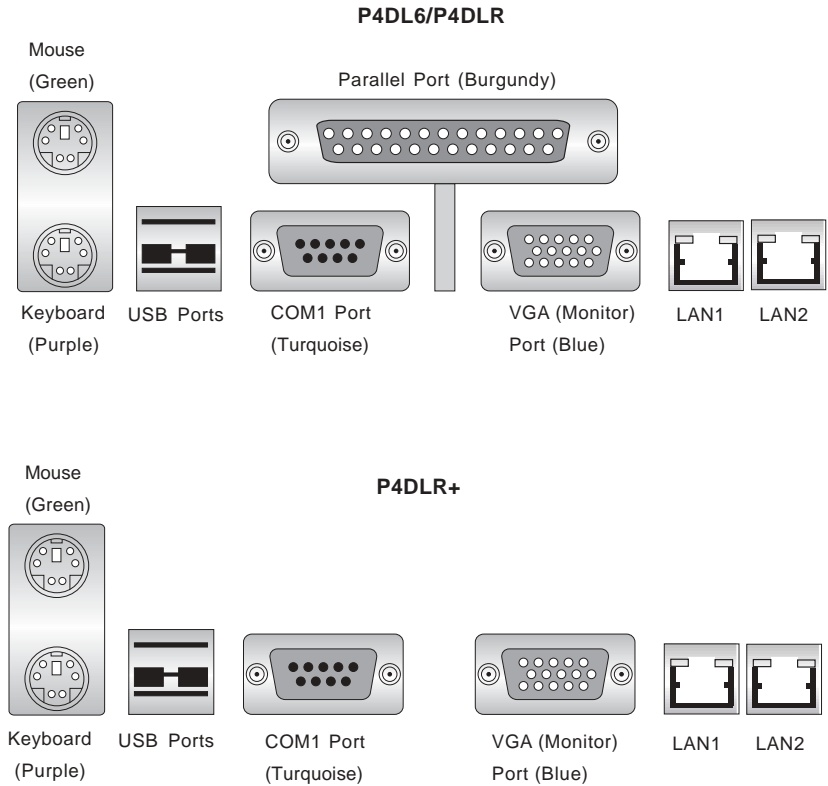 P4DL6/P4DLR
Mouse
(Green)
Parallel Port (Burgundy)
Keyboard
(Purple)
USB Ports
COM1 Port
(Turquoise)
VGA (Monitor)
Port (Blue)
LAN1
LAN2
P4DLR+
Mouse
(Green)
Keyboard
(Purple)
USB Ports
COM1 Port
(Turquoise)
VGA (Monitor)
Port (Blue)
LAN1
LAN2